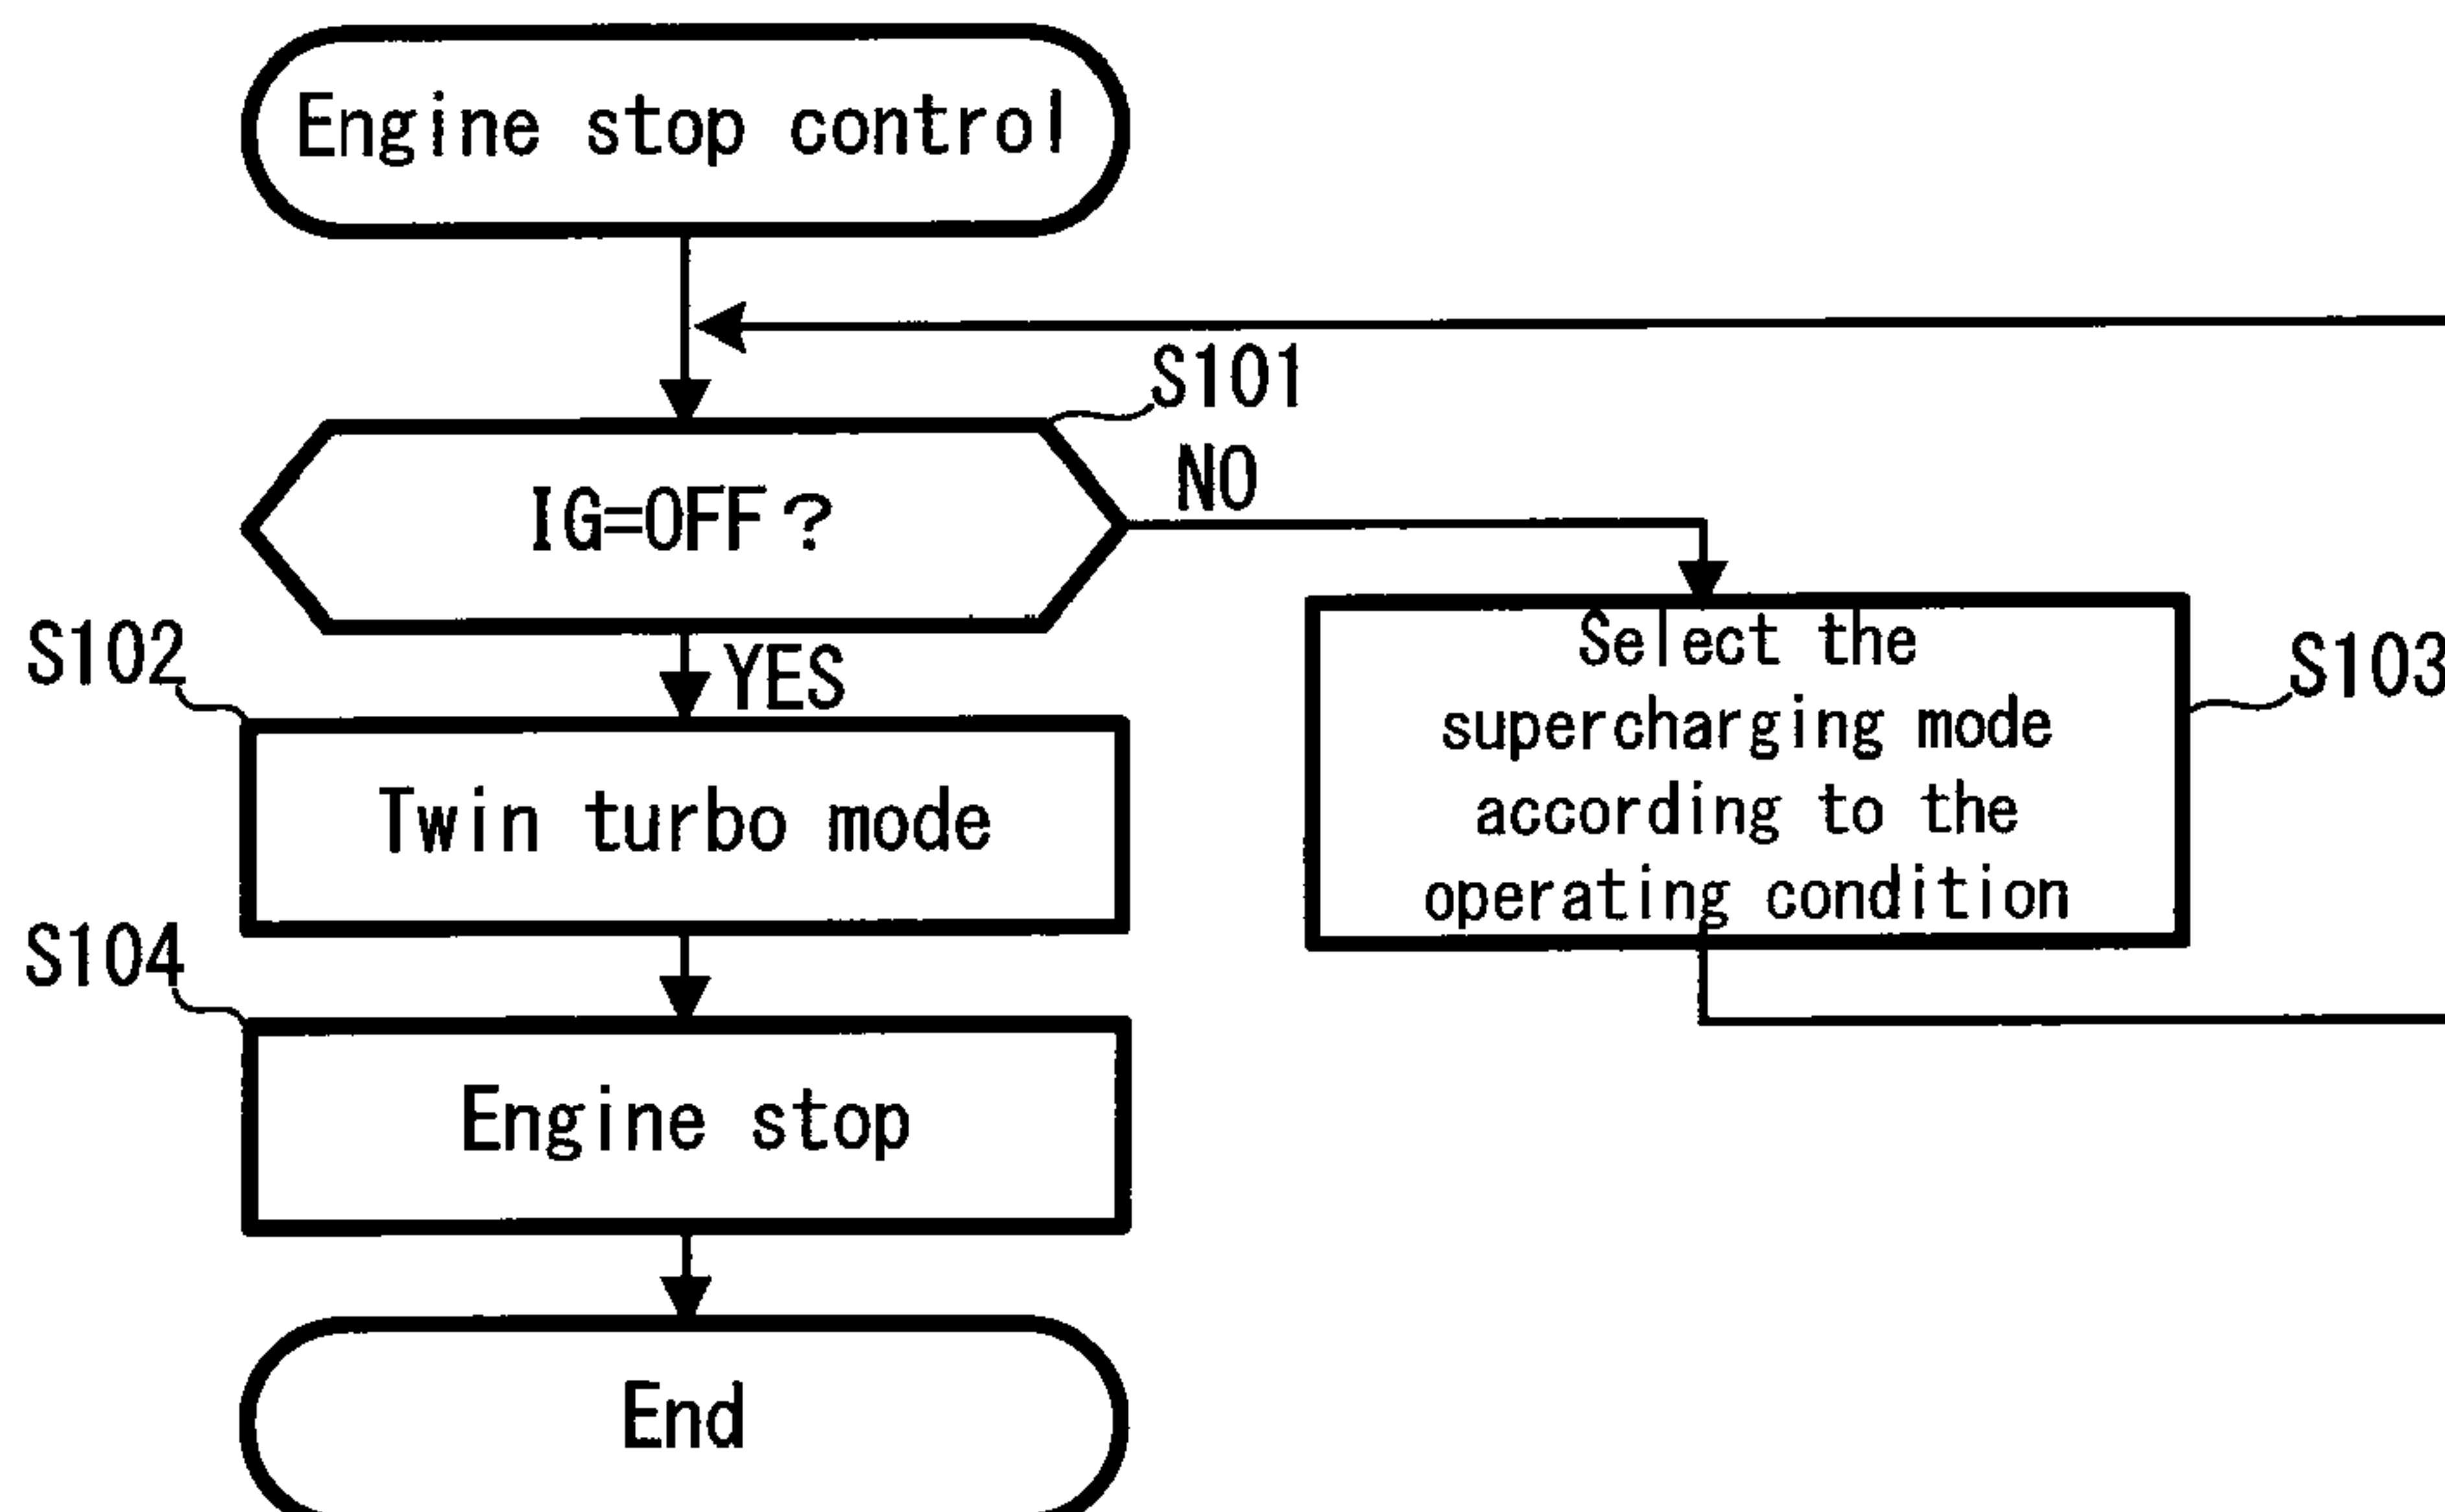 Engine stop control
S101
NO
IG=OFF?
S102
YES
Select the
supercharging mode
according to the
operating condition
S103
Twin turbo mode
S104
Engine stop
End